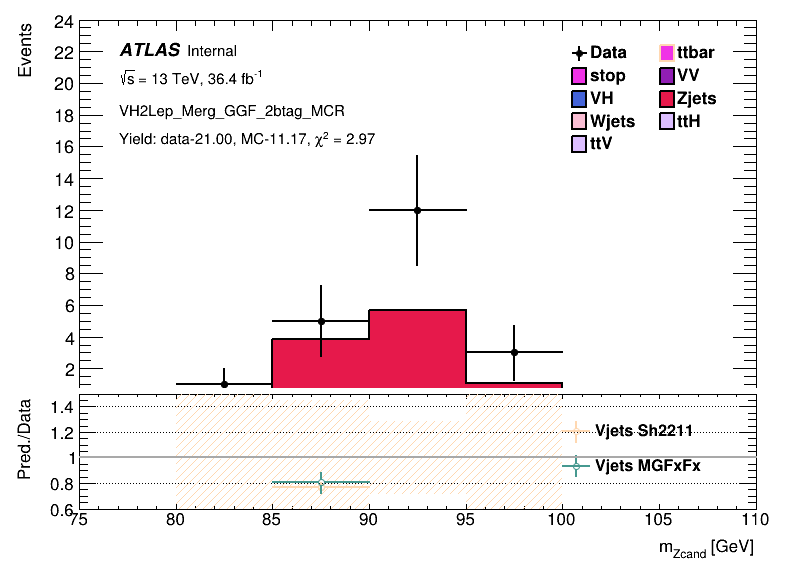 Events
24
22
20
18
16
14
12
10
8
6
4
2
ATLAS Internal
√s = 13 TeV, 36.4 fb⁻¹
VH2Lep_Merg_GGF_2btag_MCR
Yield: data-21.00, MC-11.17, χ² = 2.97
Data ttbar
stop VV
VH Zjets
Wjets ttH
ttV
Pred./Data
1.4
1.2
1
0.8
0.6
Vjets Sh2211
Vjets MGFxFx
75 80 85 90 95 100 105 110
m_Zcand [GeV]